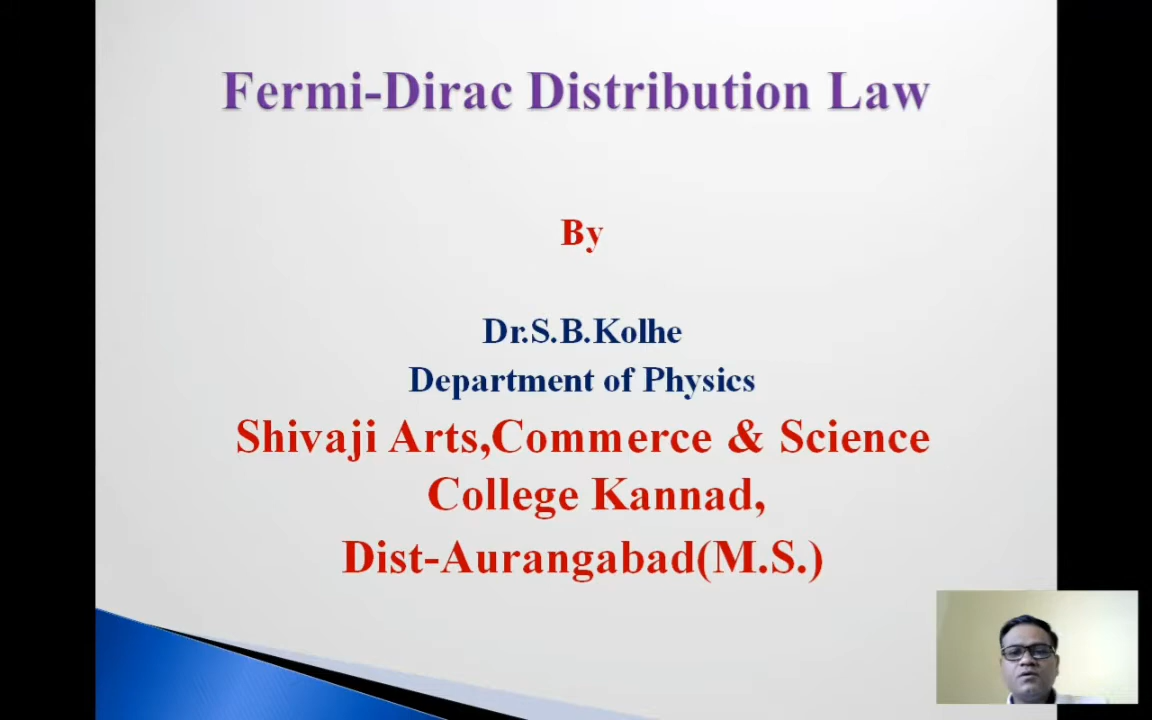 Fermi-Dirac Distribution Law
By
Dr.S.B.Kolhe
Department of Physics
Shivaji Arts,Commerce & Science
College Kannad,
Dist-Aurangabad(M.S.)